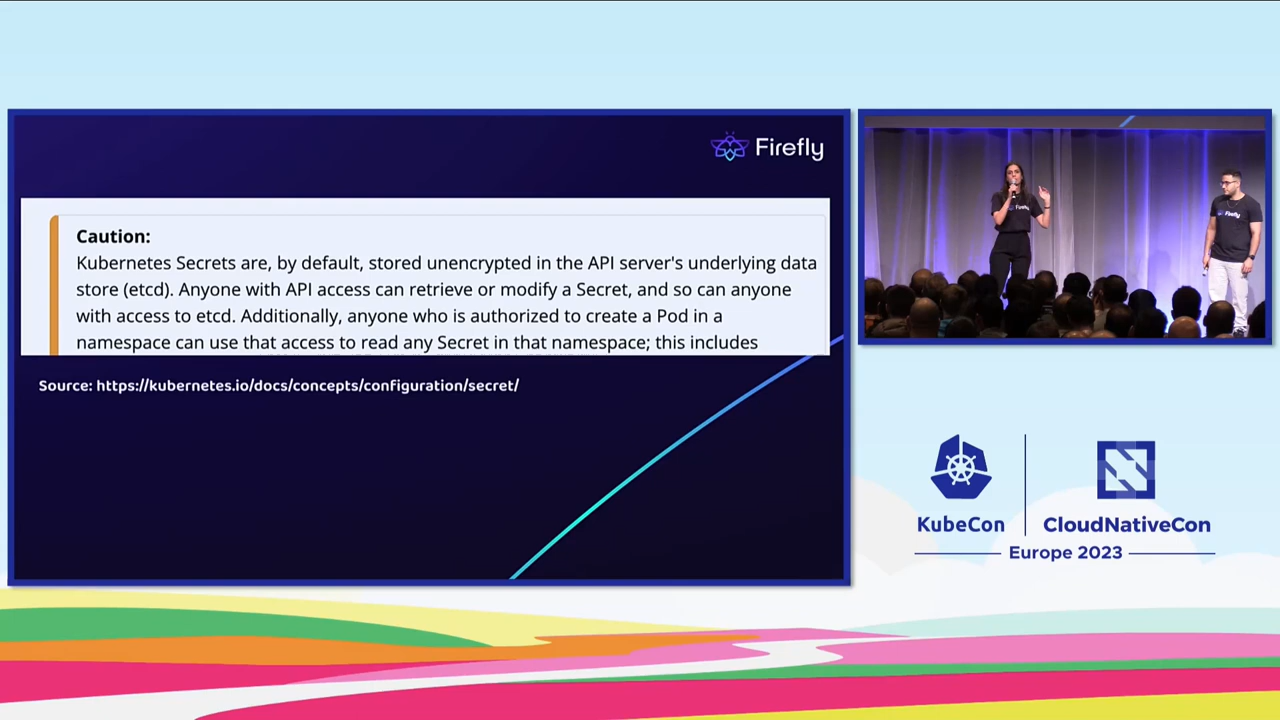 Firefly
Caution:
Kubernetes Secrets are, by default, stored unencrypted in the API server's underlying data
store (etcd). Anyone with API access can retrieve or modify a Secret, and so can anyone
with access to etcd. Additionally, anyone who is authorized to create a Pod in a
namespace can use that access to read any Secret in that namespace; this includes
Source: https://kubernetes.io/docs/concepts/configuration/secret/
Firefly
Firefly
KubeCon
CloudNativeCon
Europe 2023